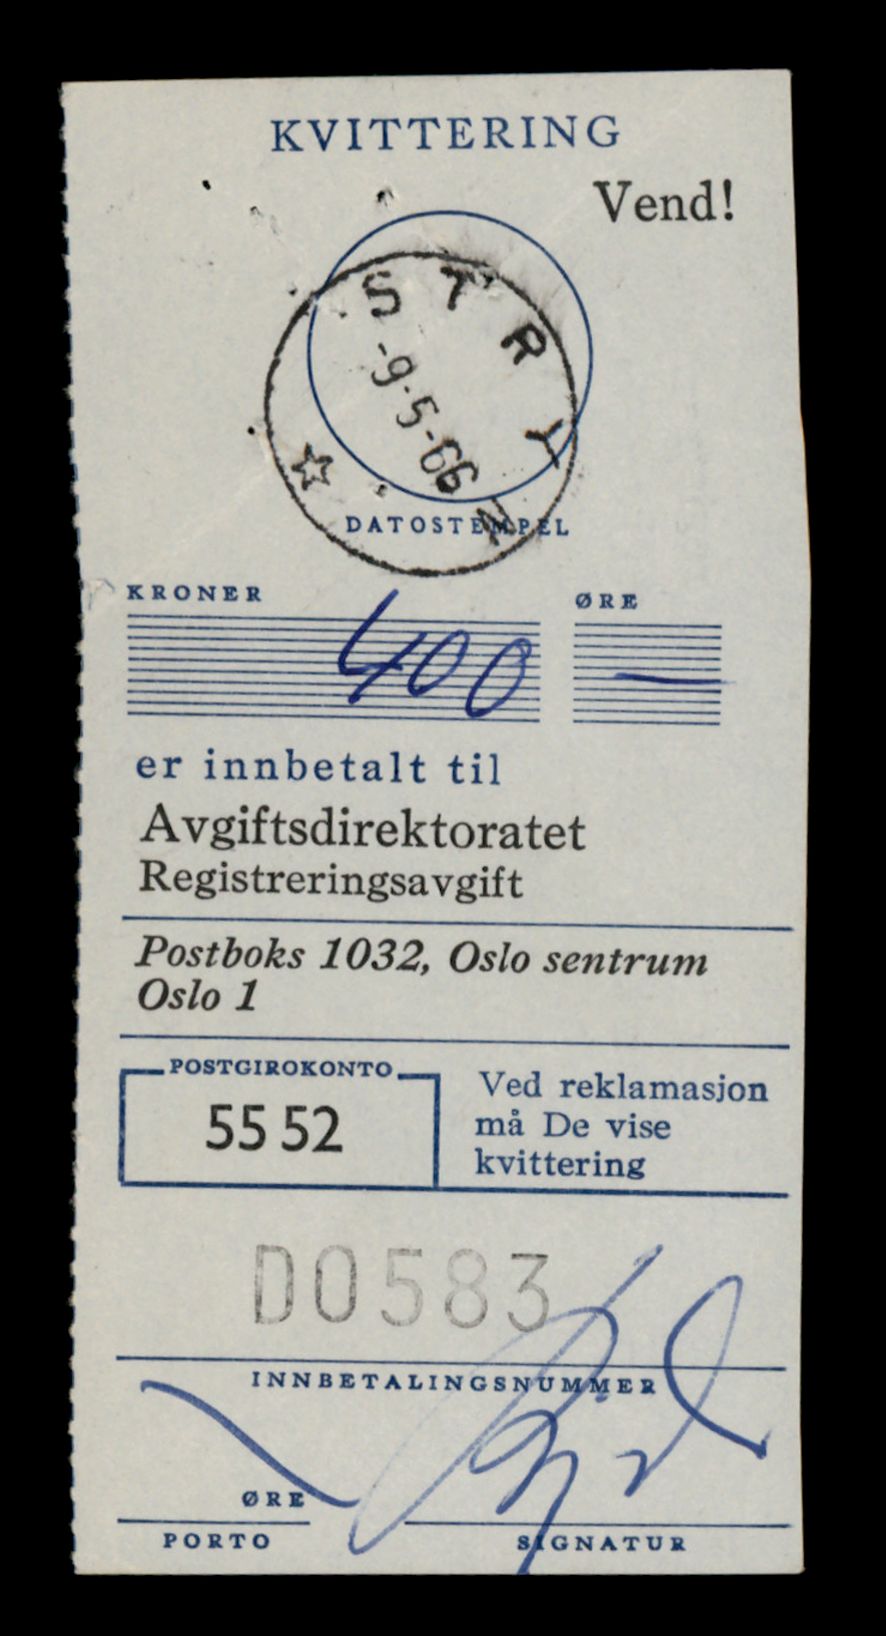 KVITTERING
Vend!
STRYN
-9.5-66
DATOSTEMPEL
KRONER ØRE
400 —
er innbetalt til
Avgiftsdirektoratet
Registreringsavgift
Postboks 1032, Oslo sentrum
Oslo 1
POSTGIROKONTO
55 52
Ved reklamasjon
må De vise
kvittering
D0583
INNBETALINGSNUMMER
ØRE
PORTO SIGNATUR